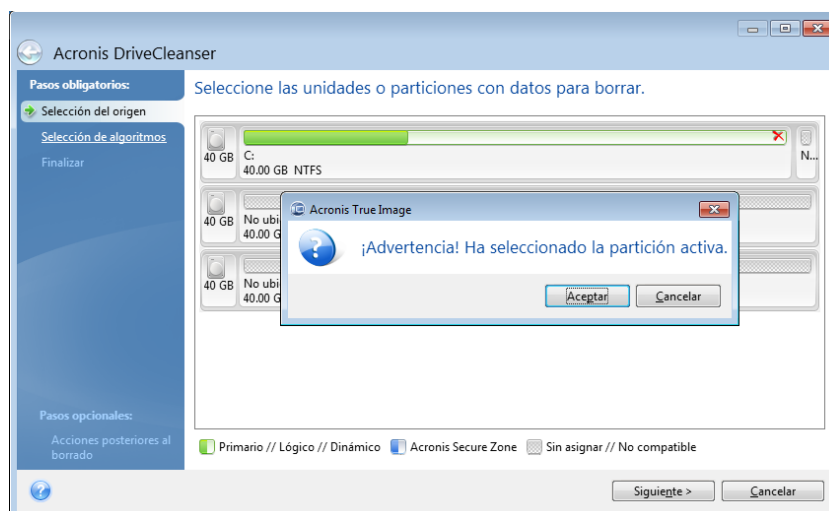 Acronis DriveCleanser
Pasos obligatorios:
Selección del origen
Selección de algoritmos
Finalizar
Pasos opcionales:
Acciones posteriores al
borrado
Seleccione las unidades o particiones con datos para borrar.
40 GB
C:
40.00 GB NTFS
N...
40 GB
No ubi
40.00 G
40 GB
No ubi
40.00 G
Acronis True Image
¡Advertencia! Ha seleccionado la partición activa.
Aceptar
Cancelar
Primario // Lógico // Dinámico
Acronis Secure Zone
Sin asignar // No compatible
Siguiente >
Cancelar